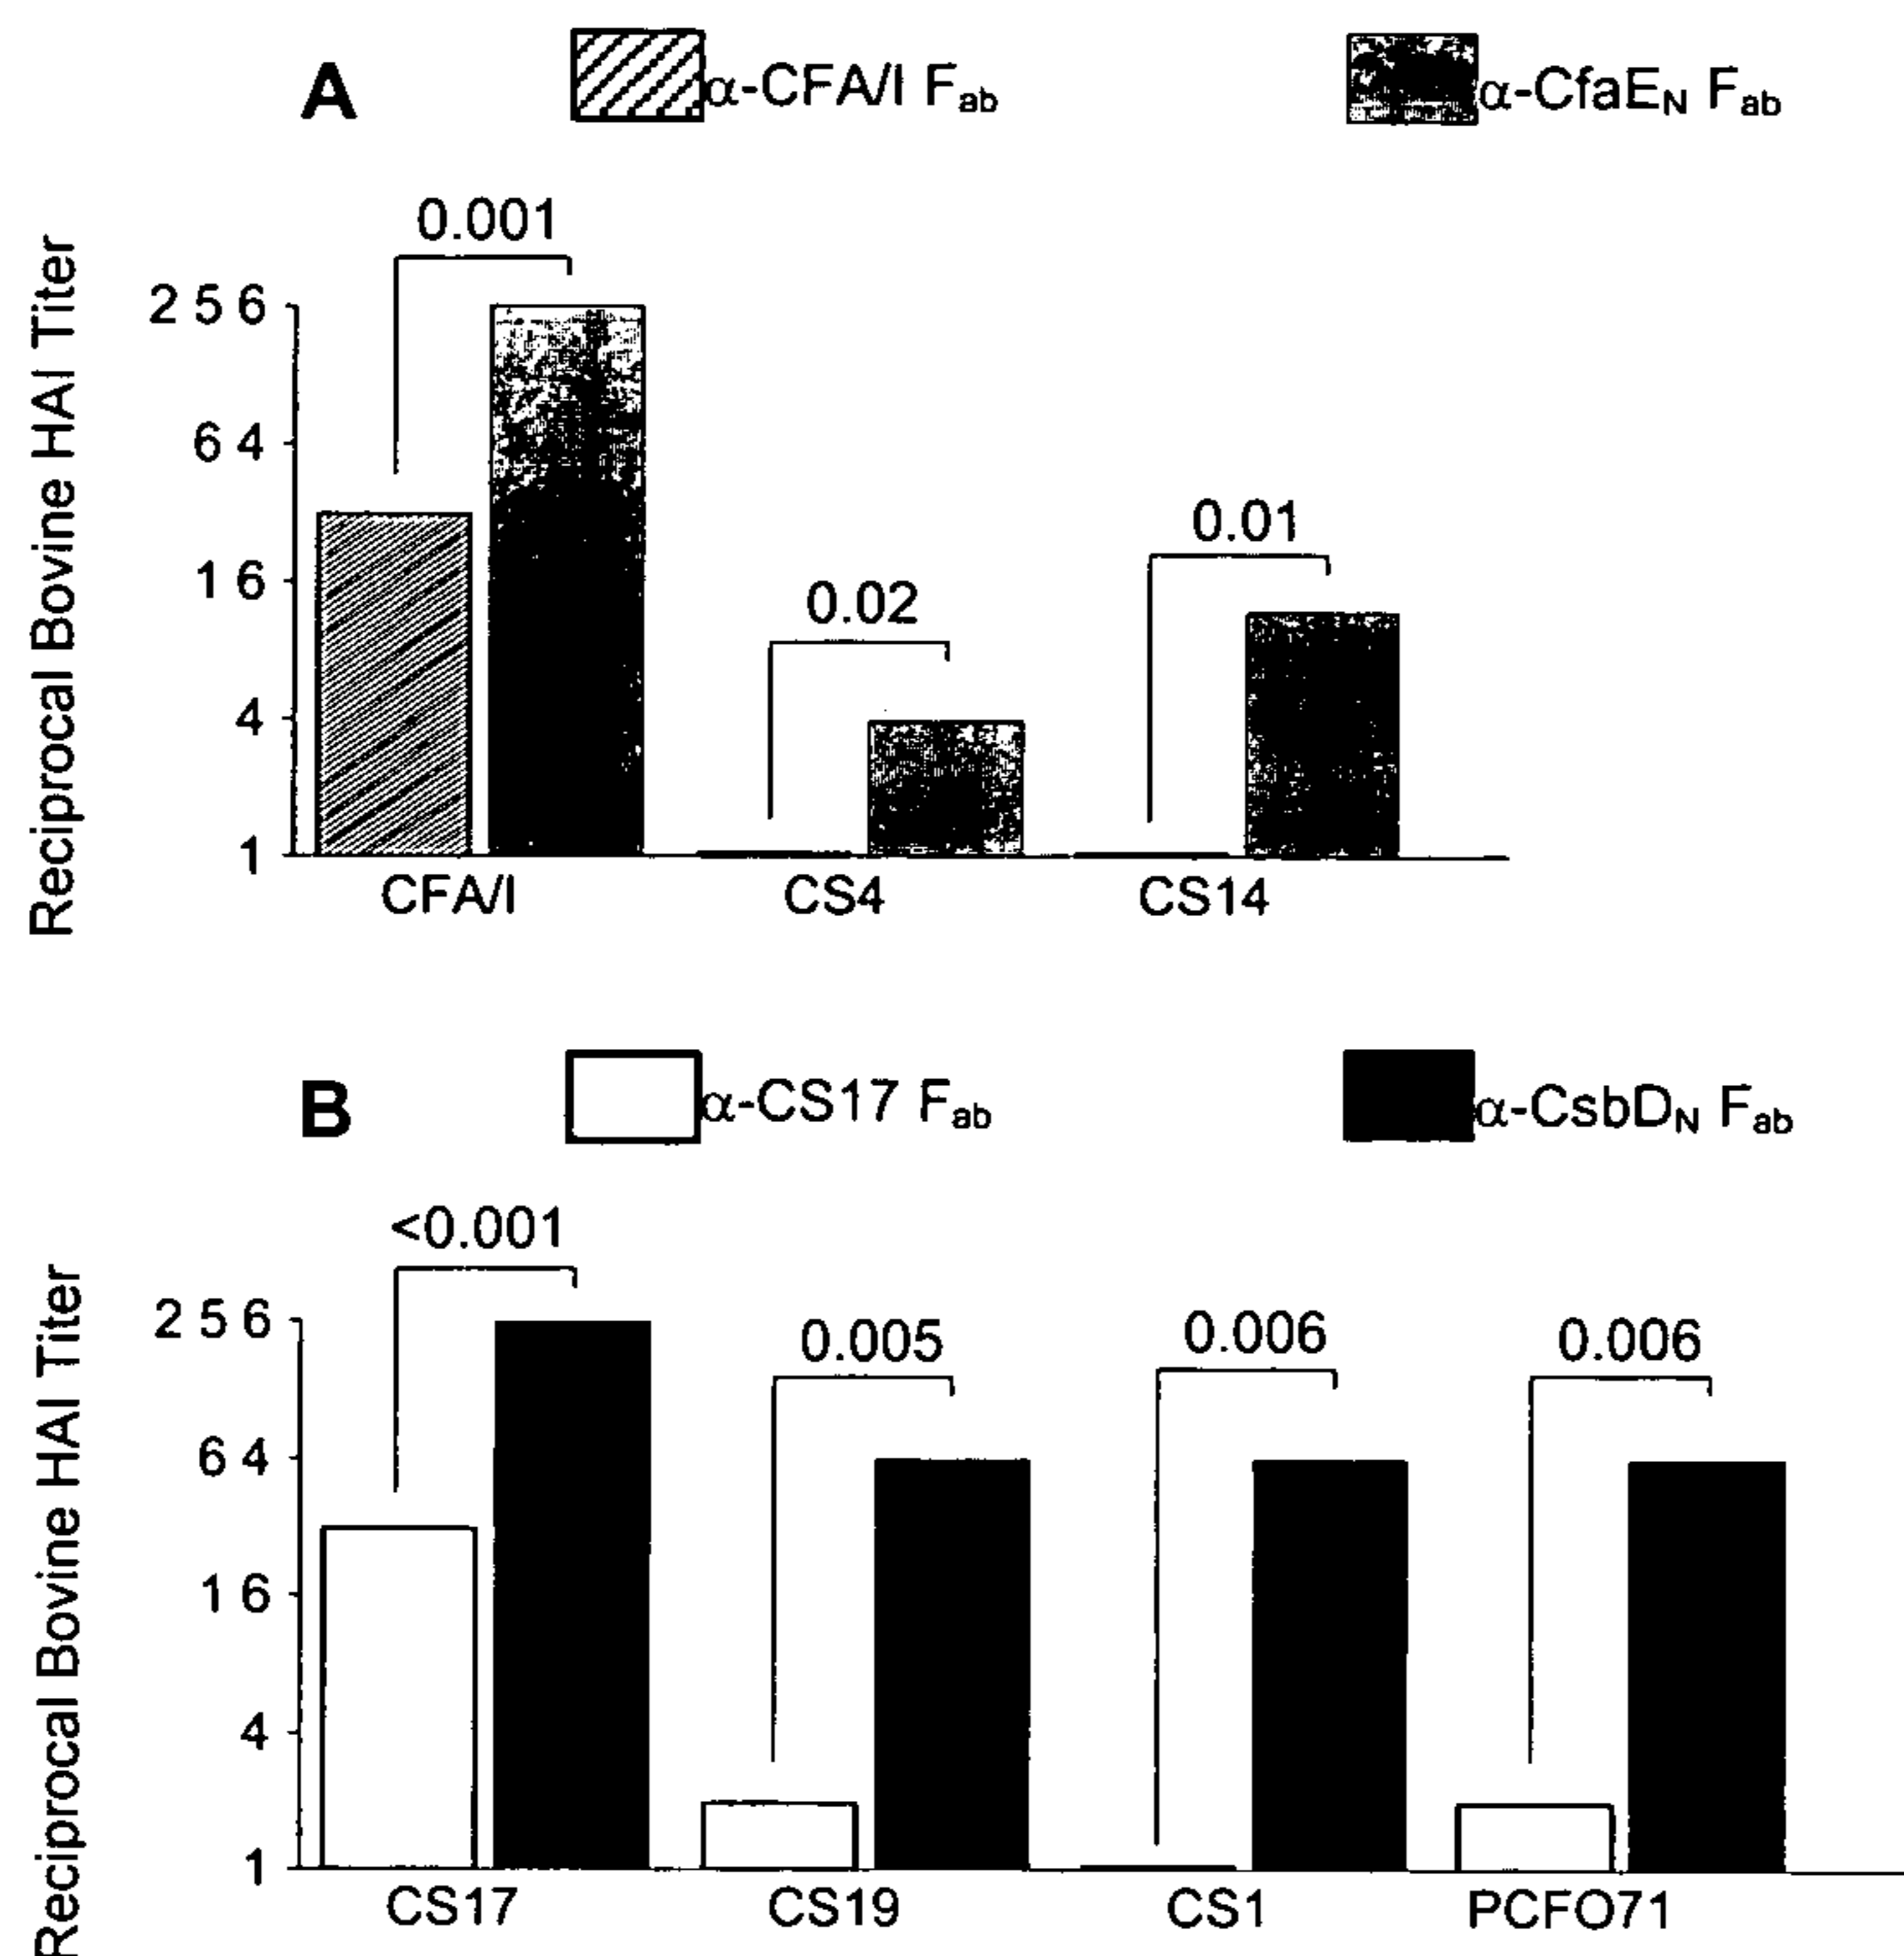 A
α-CFA/I Fab
α-CfaEN Fab
Reciprocal Bovine HAI Titer
0.001
0.02
0.01
256
64
16
4
1
CFA/I CS4 CS14
B
α-CS17 Fab
α-CsbDN Fab
Reciprocal Bovine HAI Titer
<0.001
0.005
0.006
0.006
256
64
16
4
1
CS17 CS19 CS1 PCFO71